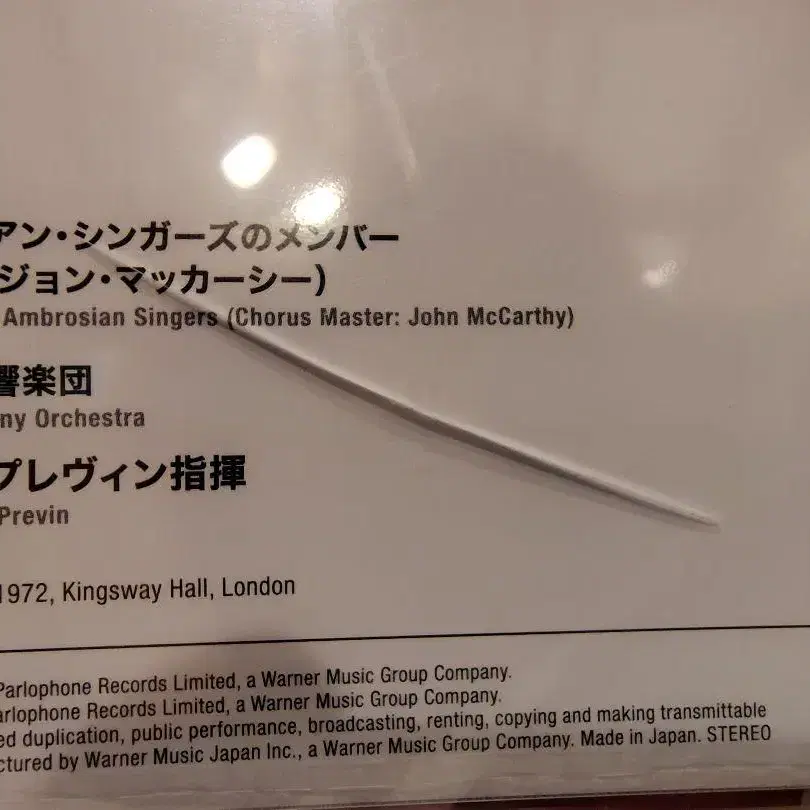 アン・シンガーズのメンバー
ジョン・マッカーシー)
Ambrosian Singers (Chorus Master: John McCarthy)
響楽団
ny Orchestra
プレヴィン指揮
Previn
1972, Kingsway Hall, London
Parlophone Records Limited, a Warner Music Group Company.
arlophone Records Limited, a Warner Music Group Company.
ed duplication, public performance, broadcasting, renting, copying and making transmittable
ctured by Warner Music Japan Inc., a Warner Music Group Company. Made in Japan. STEREO